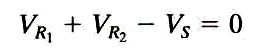 V_{R_1} + V_{R_2} - V_S = 0